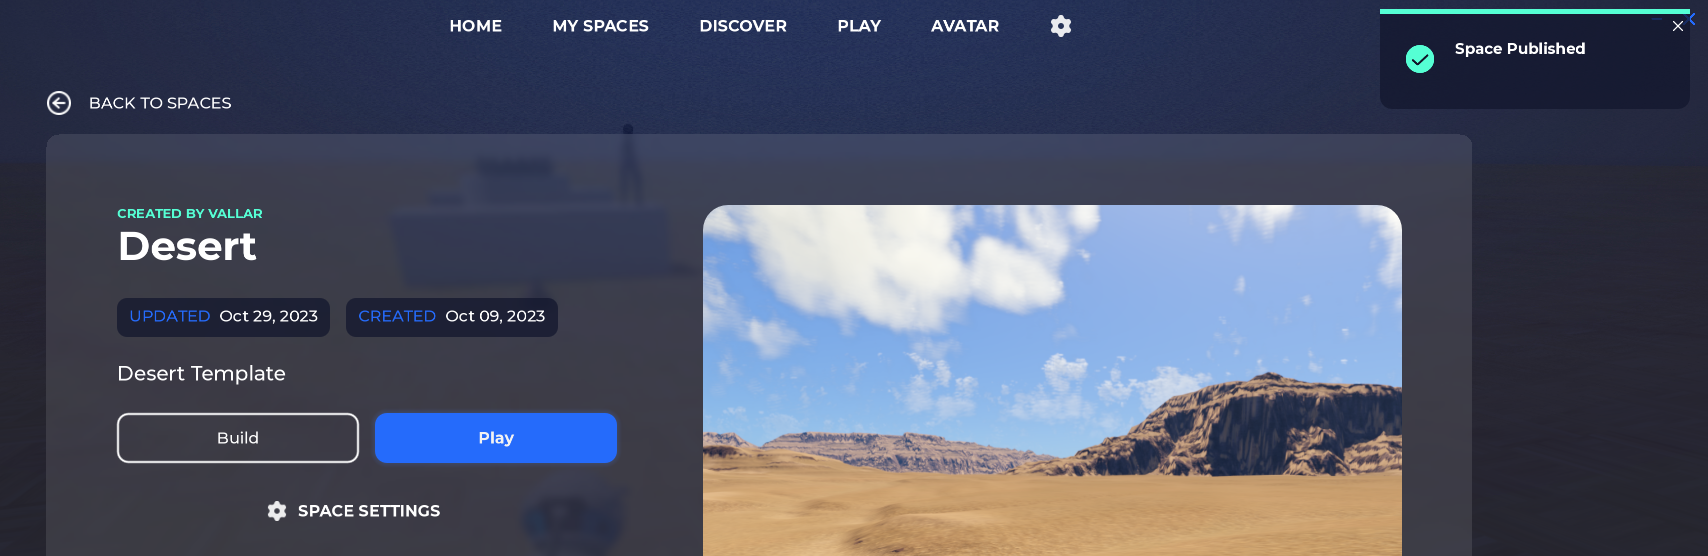 HOME MY SPACES DISCOVER PLAY AVATAR
Space Published
BACK TO SPACES
CREATED BY VALLAR
Desert
UPDATED Oct 29, 2023 CREATED Oct 09, 2023
Desert Template
Build Play
SPACE SETTINGS